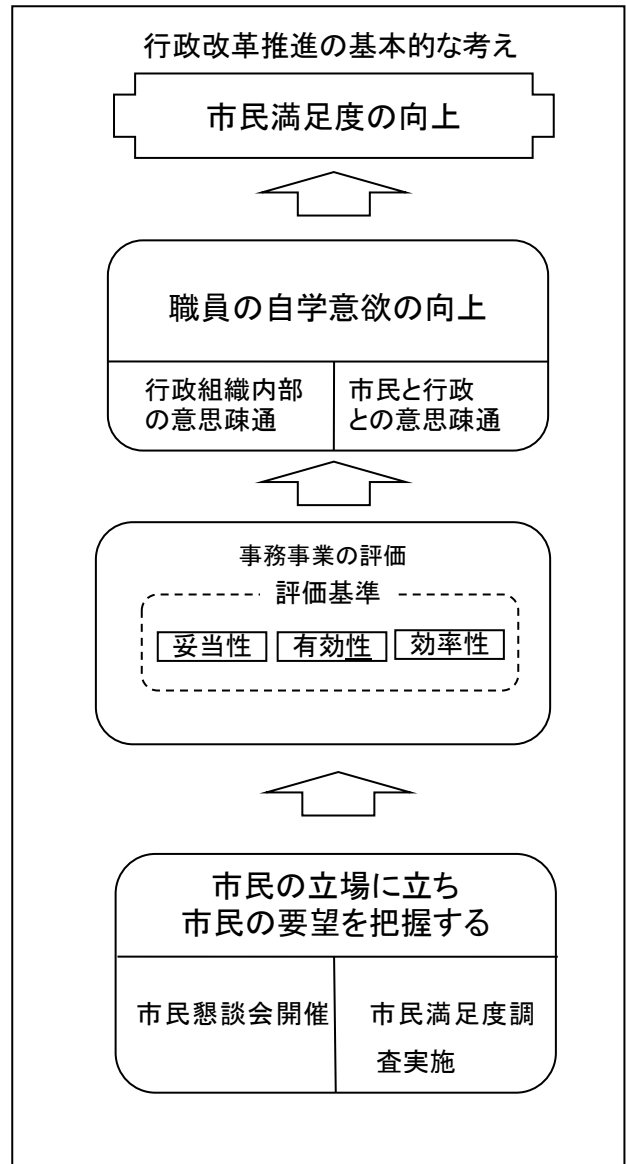 行政改革推進の基本的な考え
市民満足度の向上
職員の自学意欲の向上
行政組織内部
の意思疎通
市民と行政
との意思疎通
事務事業の評価
評価基準
妥当性
有効性
効率性
市民の立場に立ち
市民の要望を把握する
市民懇談会開催
市民満足度調
査実施